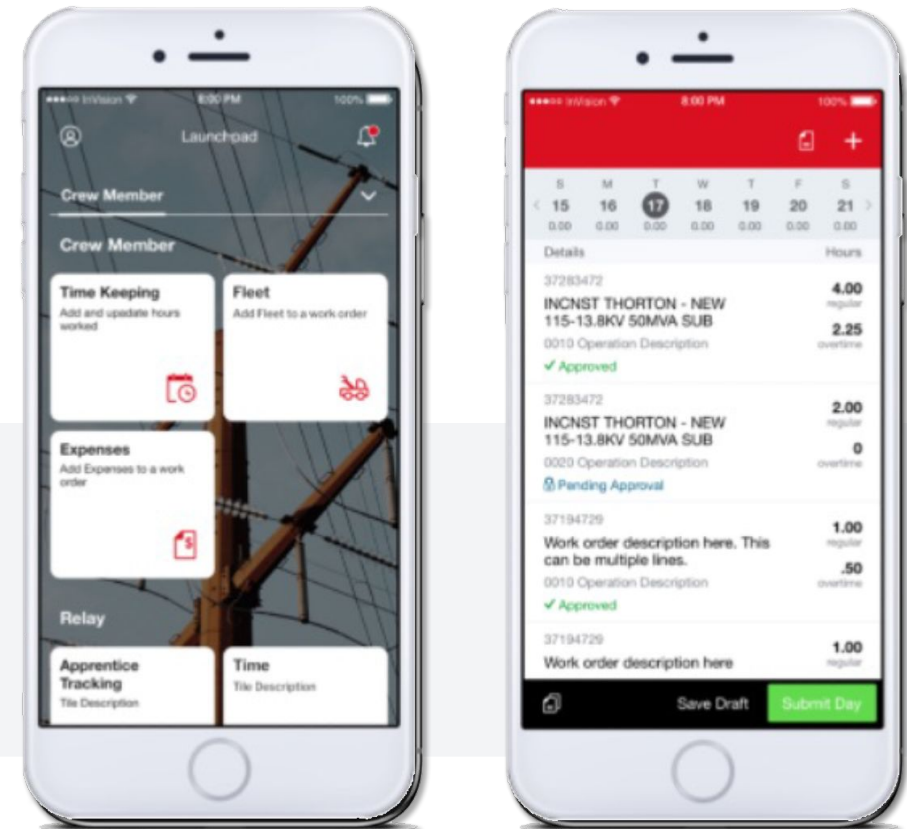 InVision 8:00 PM 100%
Launchpad
Crew Member
Crew Member
Time Keeping
Add and upadate hours
worked
Fleet
Add Fleet to a work order
Expenses
Add Expenses to a work
order
Relay
Apprentice
Tracking
Tile Description
Time
Tile Description
InVision 8:00 PM 100%
S M T W T F S
< 15 16 17 18 19 20 21 >
0.00 0.00 0.00 0.00 0.00 0.00 0.00
Details Hours
37283472
INCNST THORTON - NEW
115-13.8KV 50MVA SUB
0010 Operation Description
Approved
4.00
regular
2.25
overtime
37283472
INCNST THORTON - NEW
115-13.8KV 50MVA SUB
0020 Operation Description
Pending Approval
2.00
regular
0
overtime
37194729
Work order description here. This
can be multiple lines.
0010 Operation Description
Approved
1.00
regular
.50
overtime
37194729
Work order description here
1.00
regular
Save Draft Submit Day